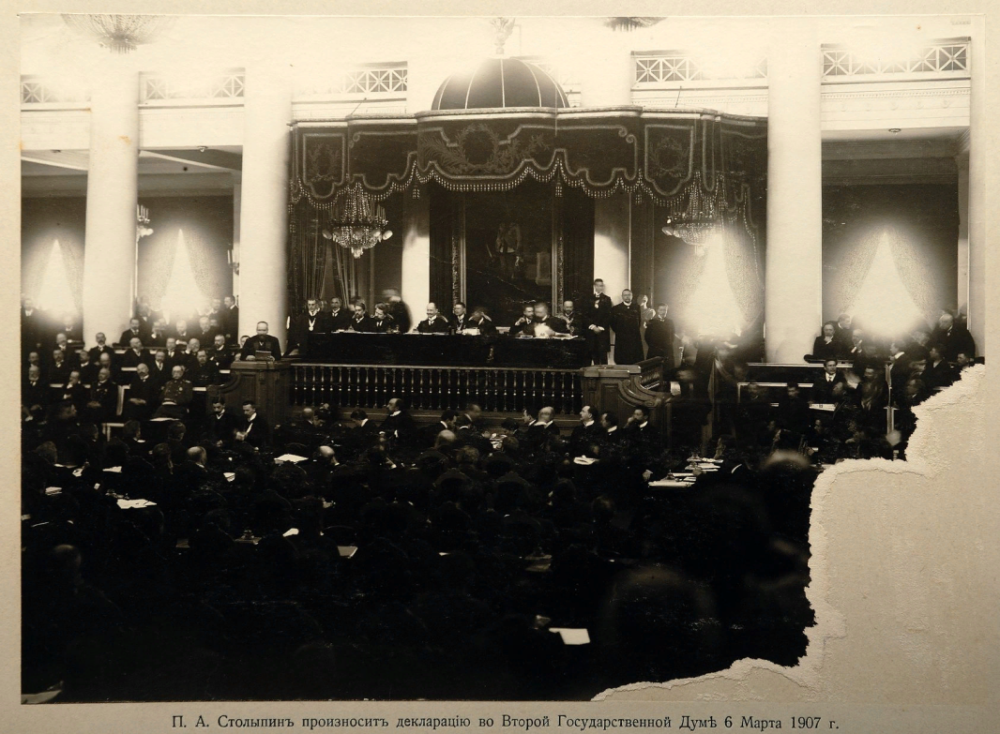 П. А. Столыпинъ произноситъ декларацію во Второй Государственной Думѣ 6 Марта 1907 г.